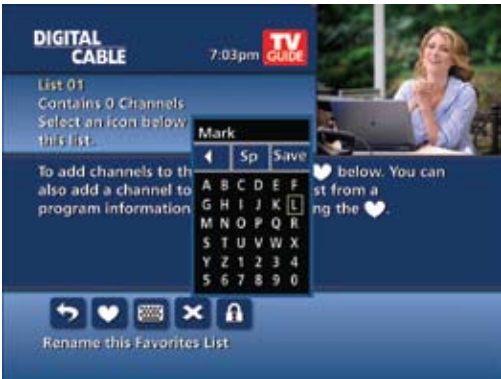 DIGITAL
CABLE
7:03pm
TV
GUIDE
List 01
Contains 0 Channels
Select an icon below
this list.
Mark
Sp Save
A B C D E F
G H I J K L
M N O P Q R
S T U V W X
Y Z 1 2 3 4
5 6 7 8 9 0
To add channels to th below. You can
also add a channel to st from a
program information ng the
Rename this Favorites List